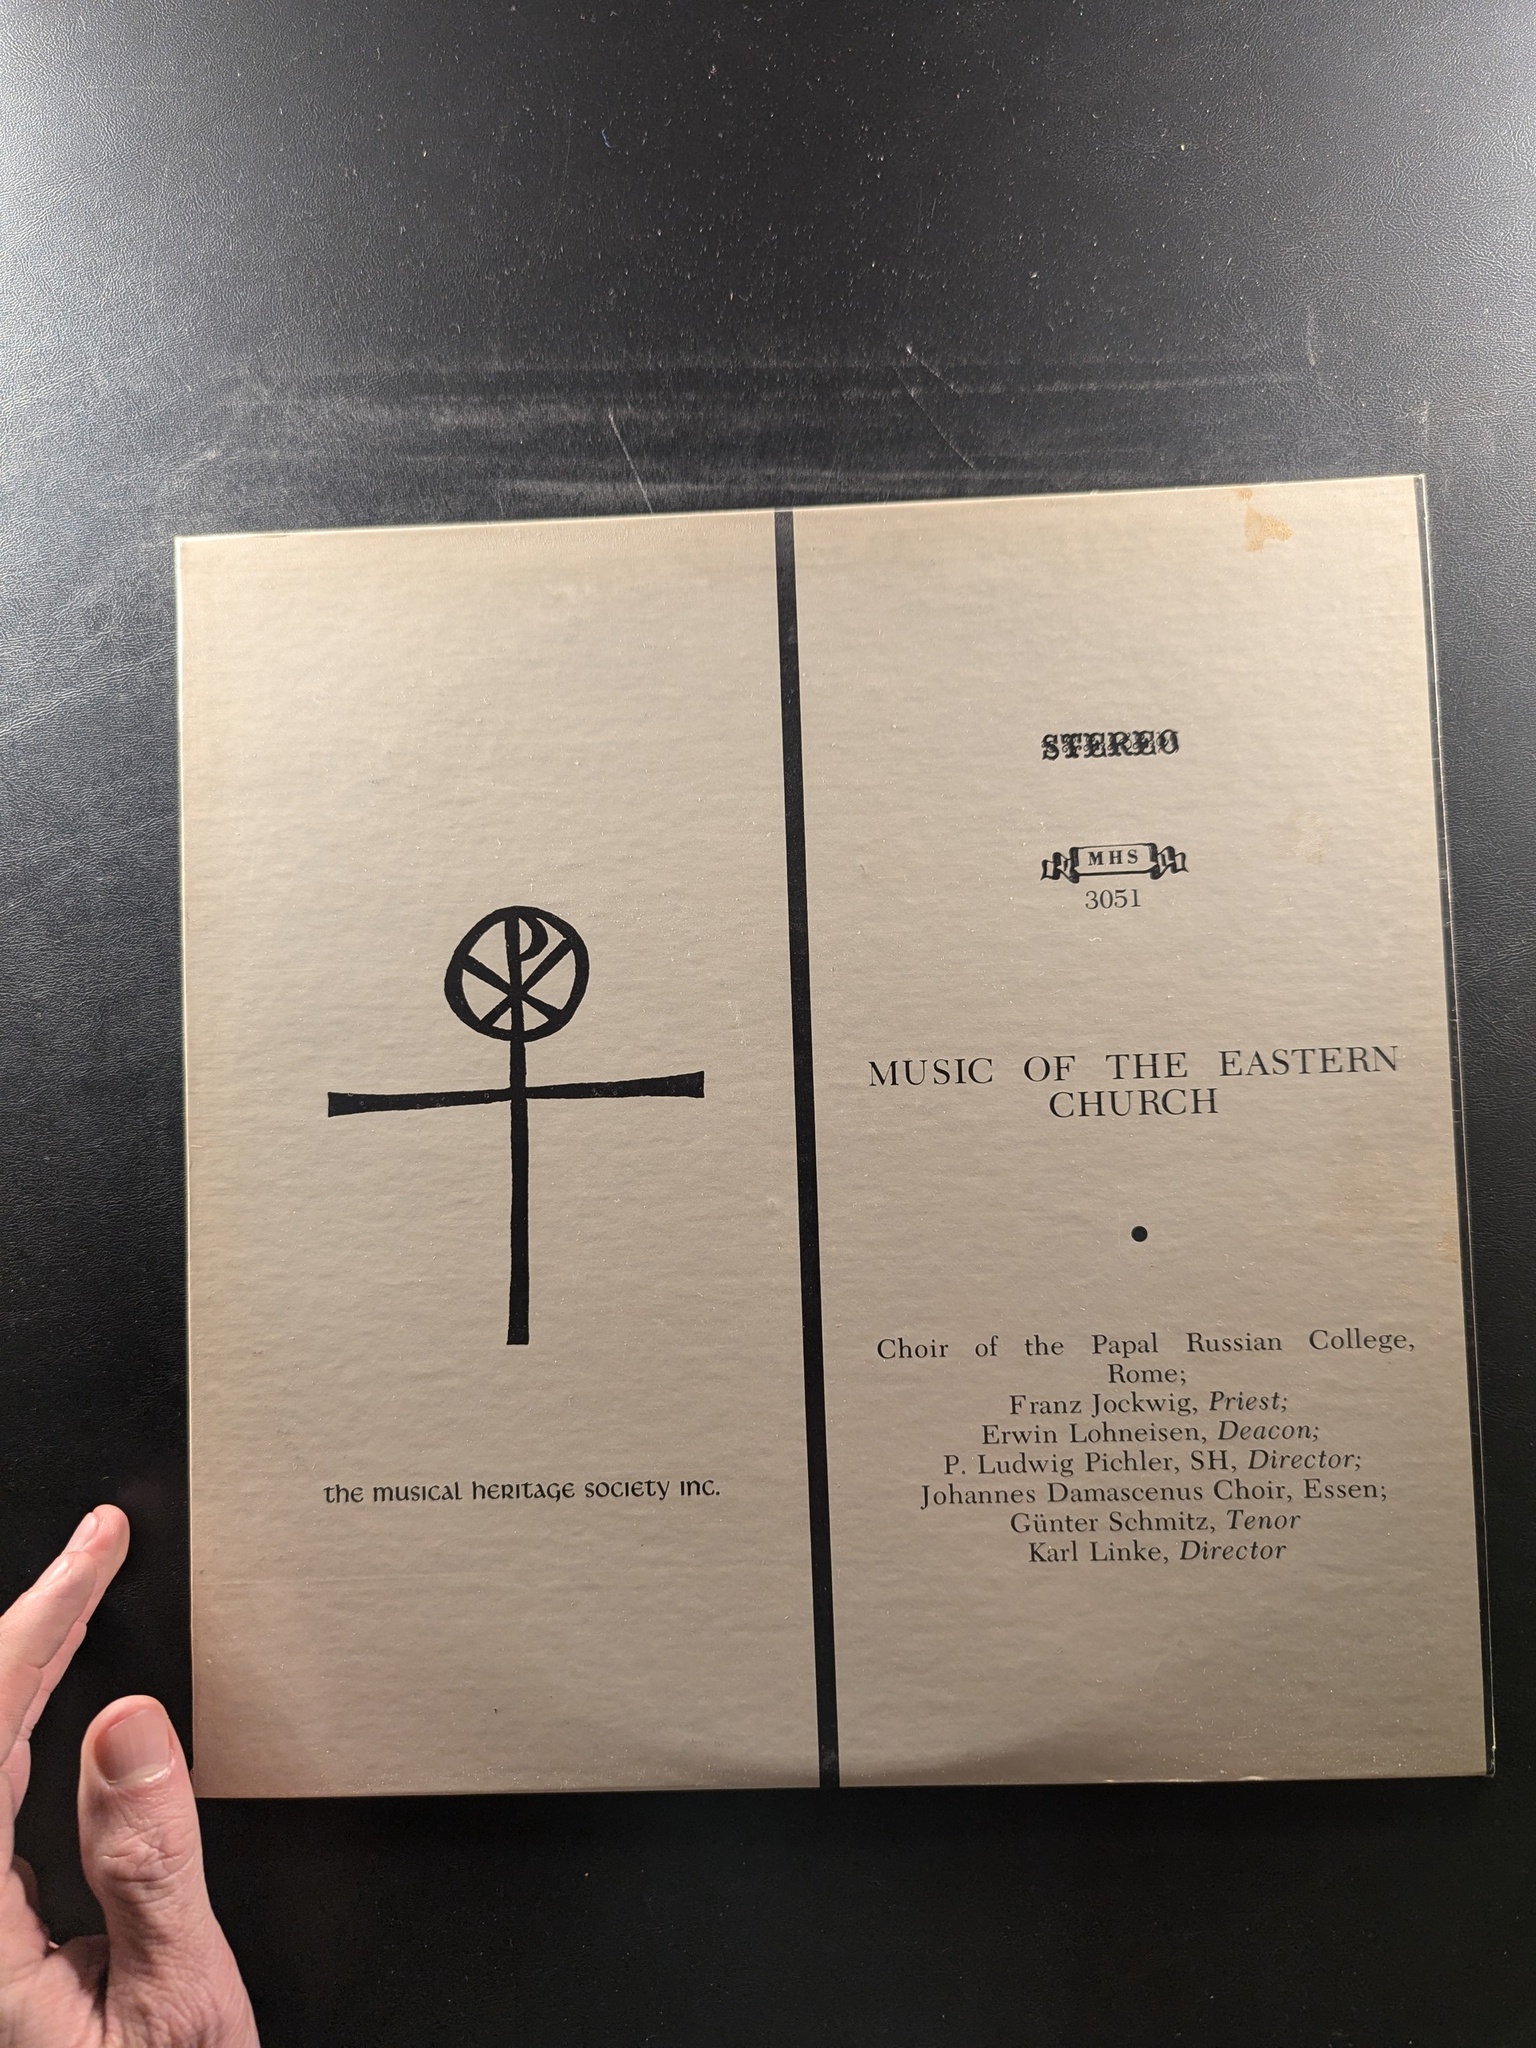 STEREO
MHS
3051
MUSIC OF THE EASTERN
CHURCH
Choir of the Papal Russian College,
Rome;
Franz Jockwig, Priest;
Erwin Lohneisen, Deacon;
P. Ludwig Pichler, SH, Director;
Johannes Damascenus Choir, Essen;
Günter Schmitz, Tenor
Karl Linke, Director
the musical heritage society inc.